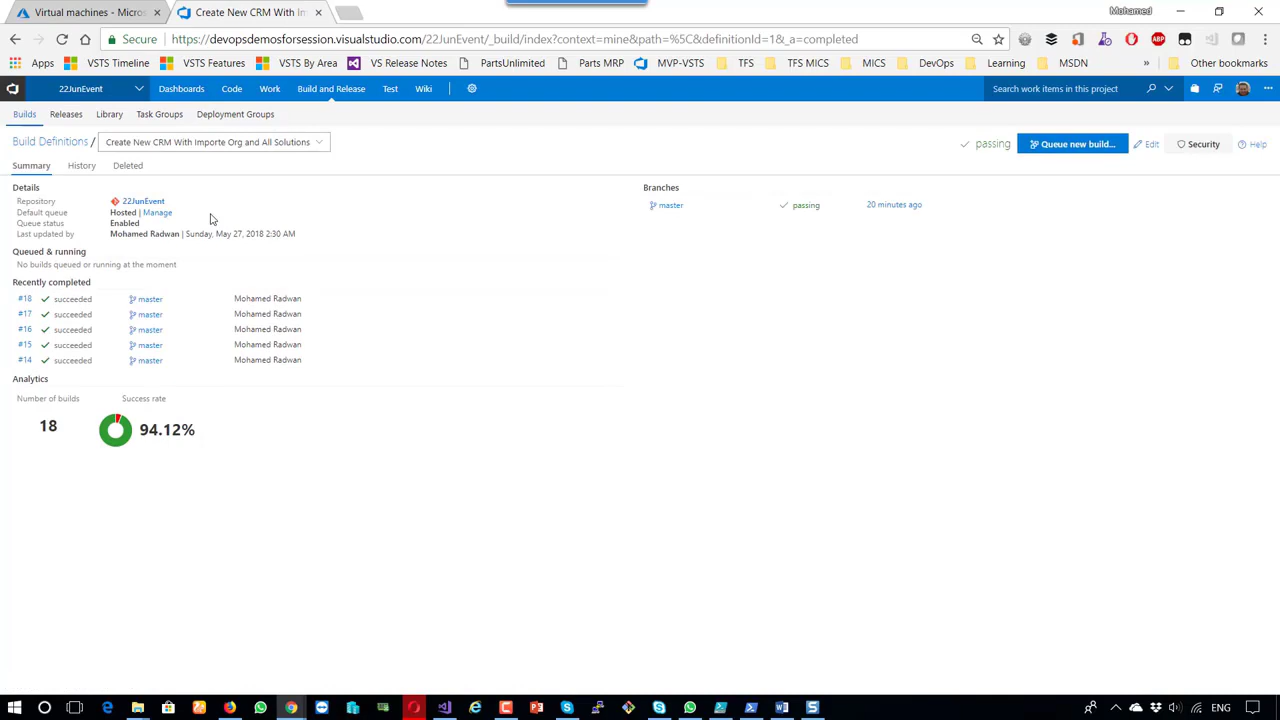 Virtual machines - Micros
Create New CRM With Im
Mohamed
Secure
https://devopsdemosforsession.visualstudio.com/22JunEvent/_build/index?context=mine&path=%5C&definitionId=1&_a=completed
Apps VSTS Timeline VSTS Features VSTS By Area VS Release Notes PartsUnlimited Parts MRP MVP-VSTS TFS TFS MICS MICS DevOps Learning MSDN » Other bookmarks
22JunEvent Dashboards Code Work Build and Release Test Wiki Search work items in this project
Builds Releases Library Task Groups Deployment Groups
Build Definitions / Create New CRM With Importe Org and All Solutions passing Queue new build... Edit Security Help
Summary History Deleted
Details
Repository 22JunEvent
Default queue Hosted | Manage
Queue status Enabled
Last updated by Mohamed Radwan | Sunday, May 27, 2018 2:30 AM
Queued & running
No builds queued or running at the moment
Recently completed
#18 succeeded master Mohamed Radwan
#17 succeeded master Mohamed Radwan
#16 succeeded master Mohamed Radwan
#15 succeeded master Mohamed Radwan
#14 succeeded master Mohamed Radwan
Analytics
Number of builds Success rate
18 94.12%
Branches
master passing 20 minutes ago
ENG